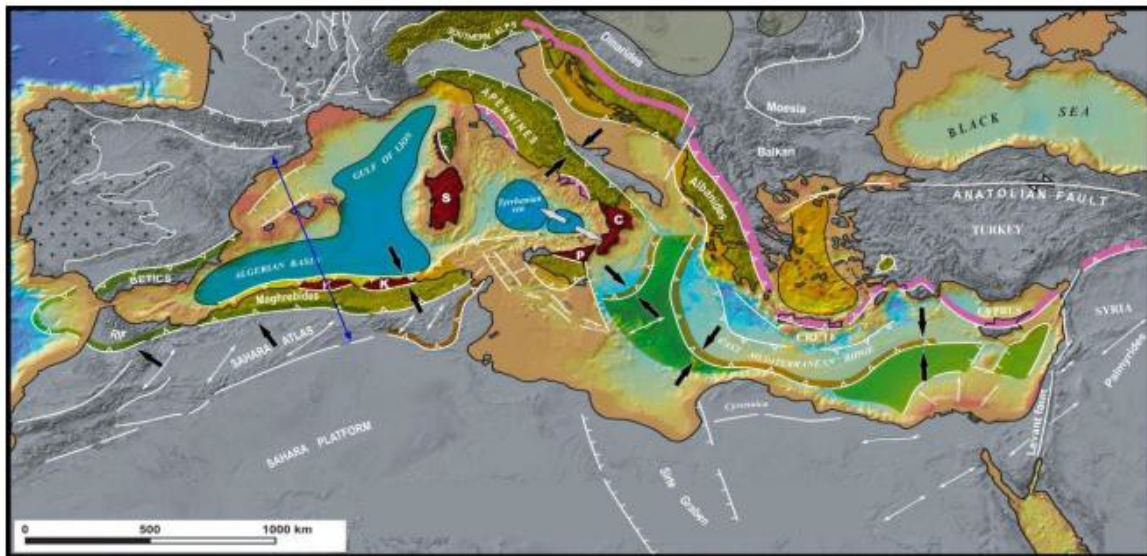 SOUTHERN ALPS
Dinarides
Moesia
BLACK SEA
APENNINES
GULF OF LION
Balkan
ANATOLIAN FAULT
S
Tyrrhenian
sea
Albanides
C
TURKEY
P
BETICS
ALGERIAN BASIN
K
K
Maghrebides
CYPRUS
SYRIA
CRETE
Rif
EAST MEDITERRANEAN RIDGE
SAHARA ATLAS
Palmyrides
Cyrenaica
Levant fault
SAHARA PLATFORM
Sirte Graben
0 500 1000 km